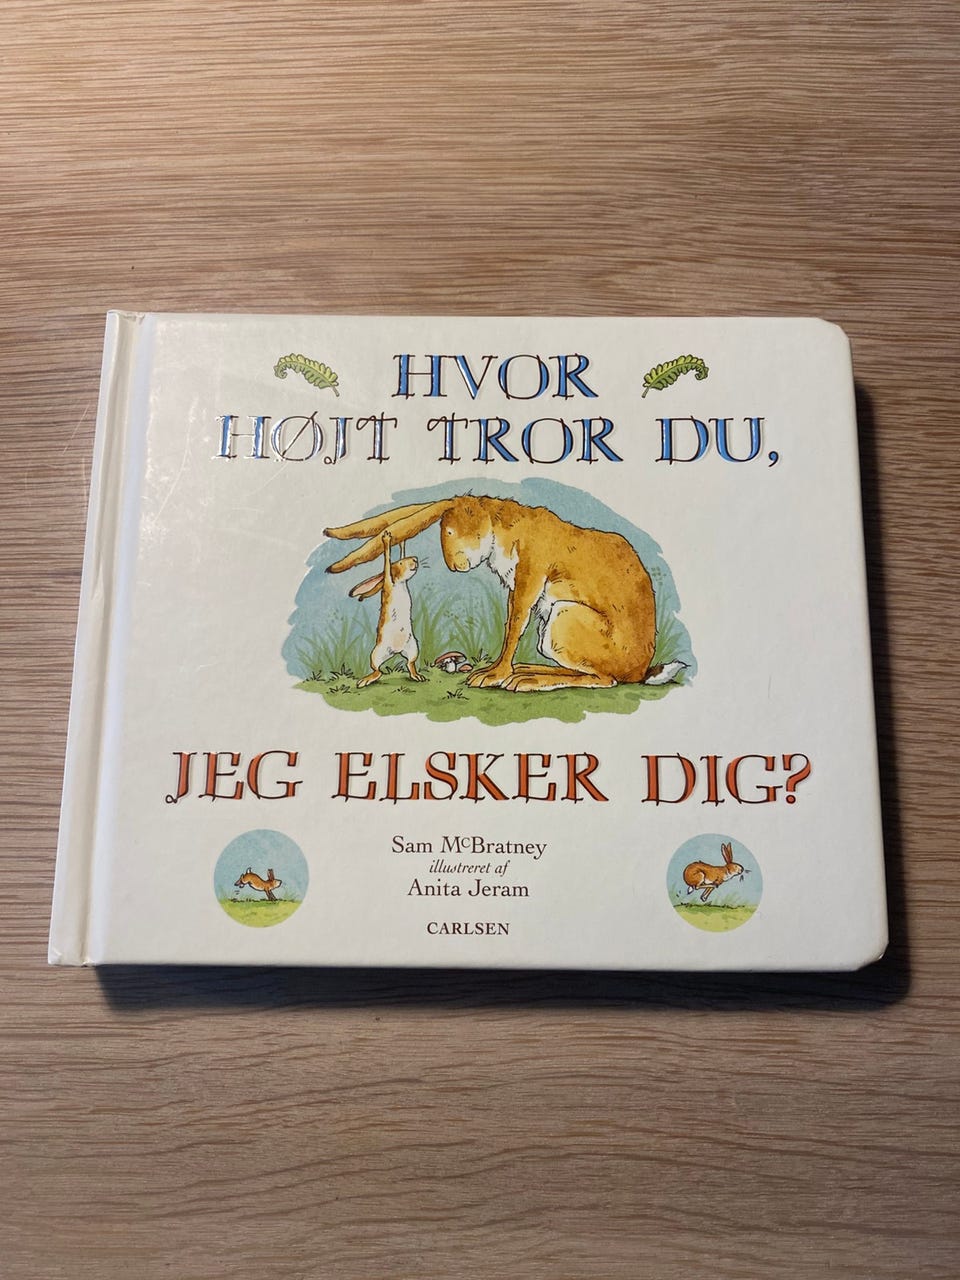 HVOR
HØJT TROR DU,
JEG ELSKER DIG?
Sam McBratney
illustreret af
Anita Jeram
CARLSEN